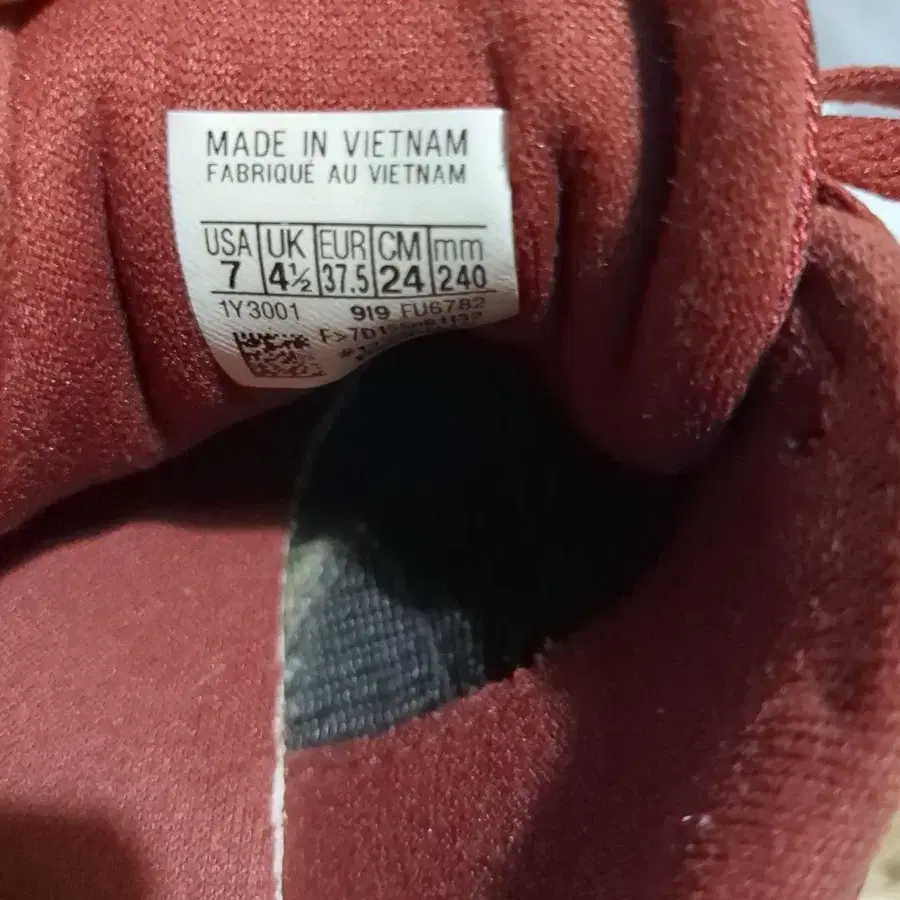 MADE IN VIETNAM
FABRIQUÉ AU VIETNAM
USA UK EUR CM mm
7 4½ 37.5 24 240
1Y3001 919 FU6782